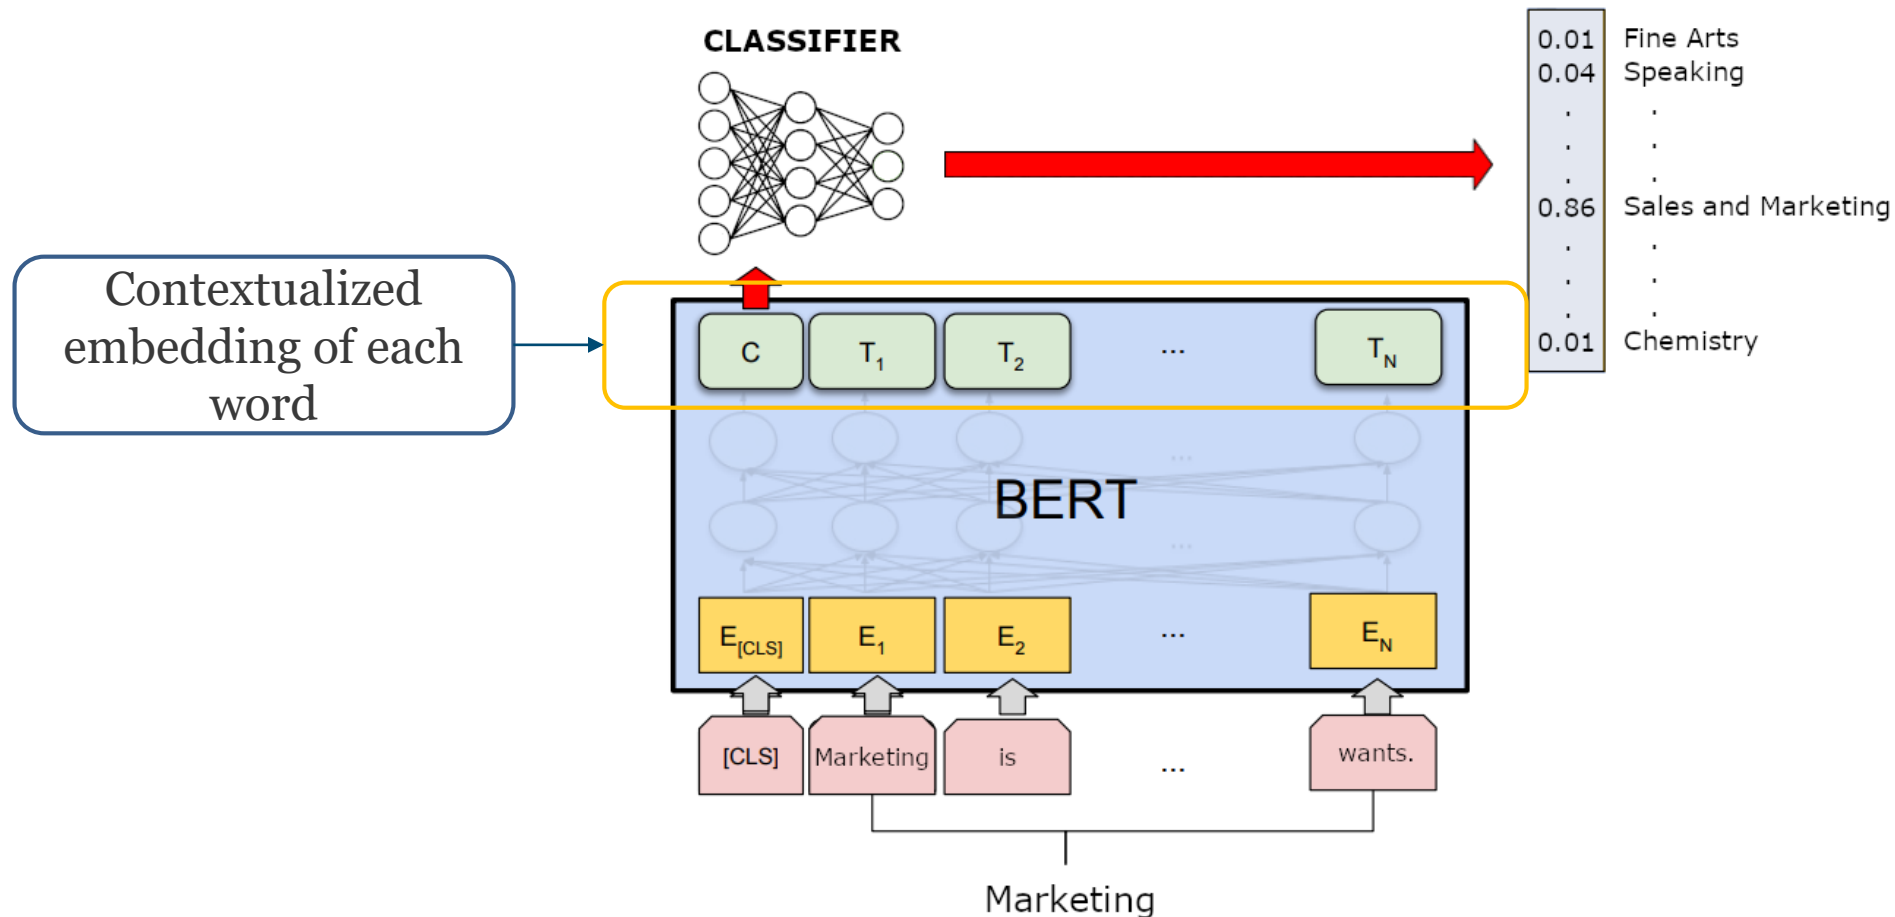 CLASSIFIER
0.01 Fine Arts
0.04 Speaking
. .
. .
. .
0.86 Sales and Marketing
. .
. .
. .
0.01 Chemistry
Contextualized
embedding of each
word
C T1 T2 ... TN
...
BERT
...
E[CLS] E1 E2 ... EN
[CLS] Marketing is ... wants.
Marketing